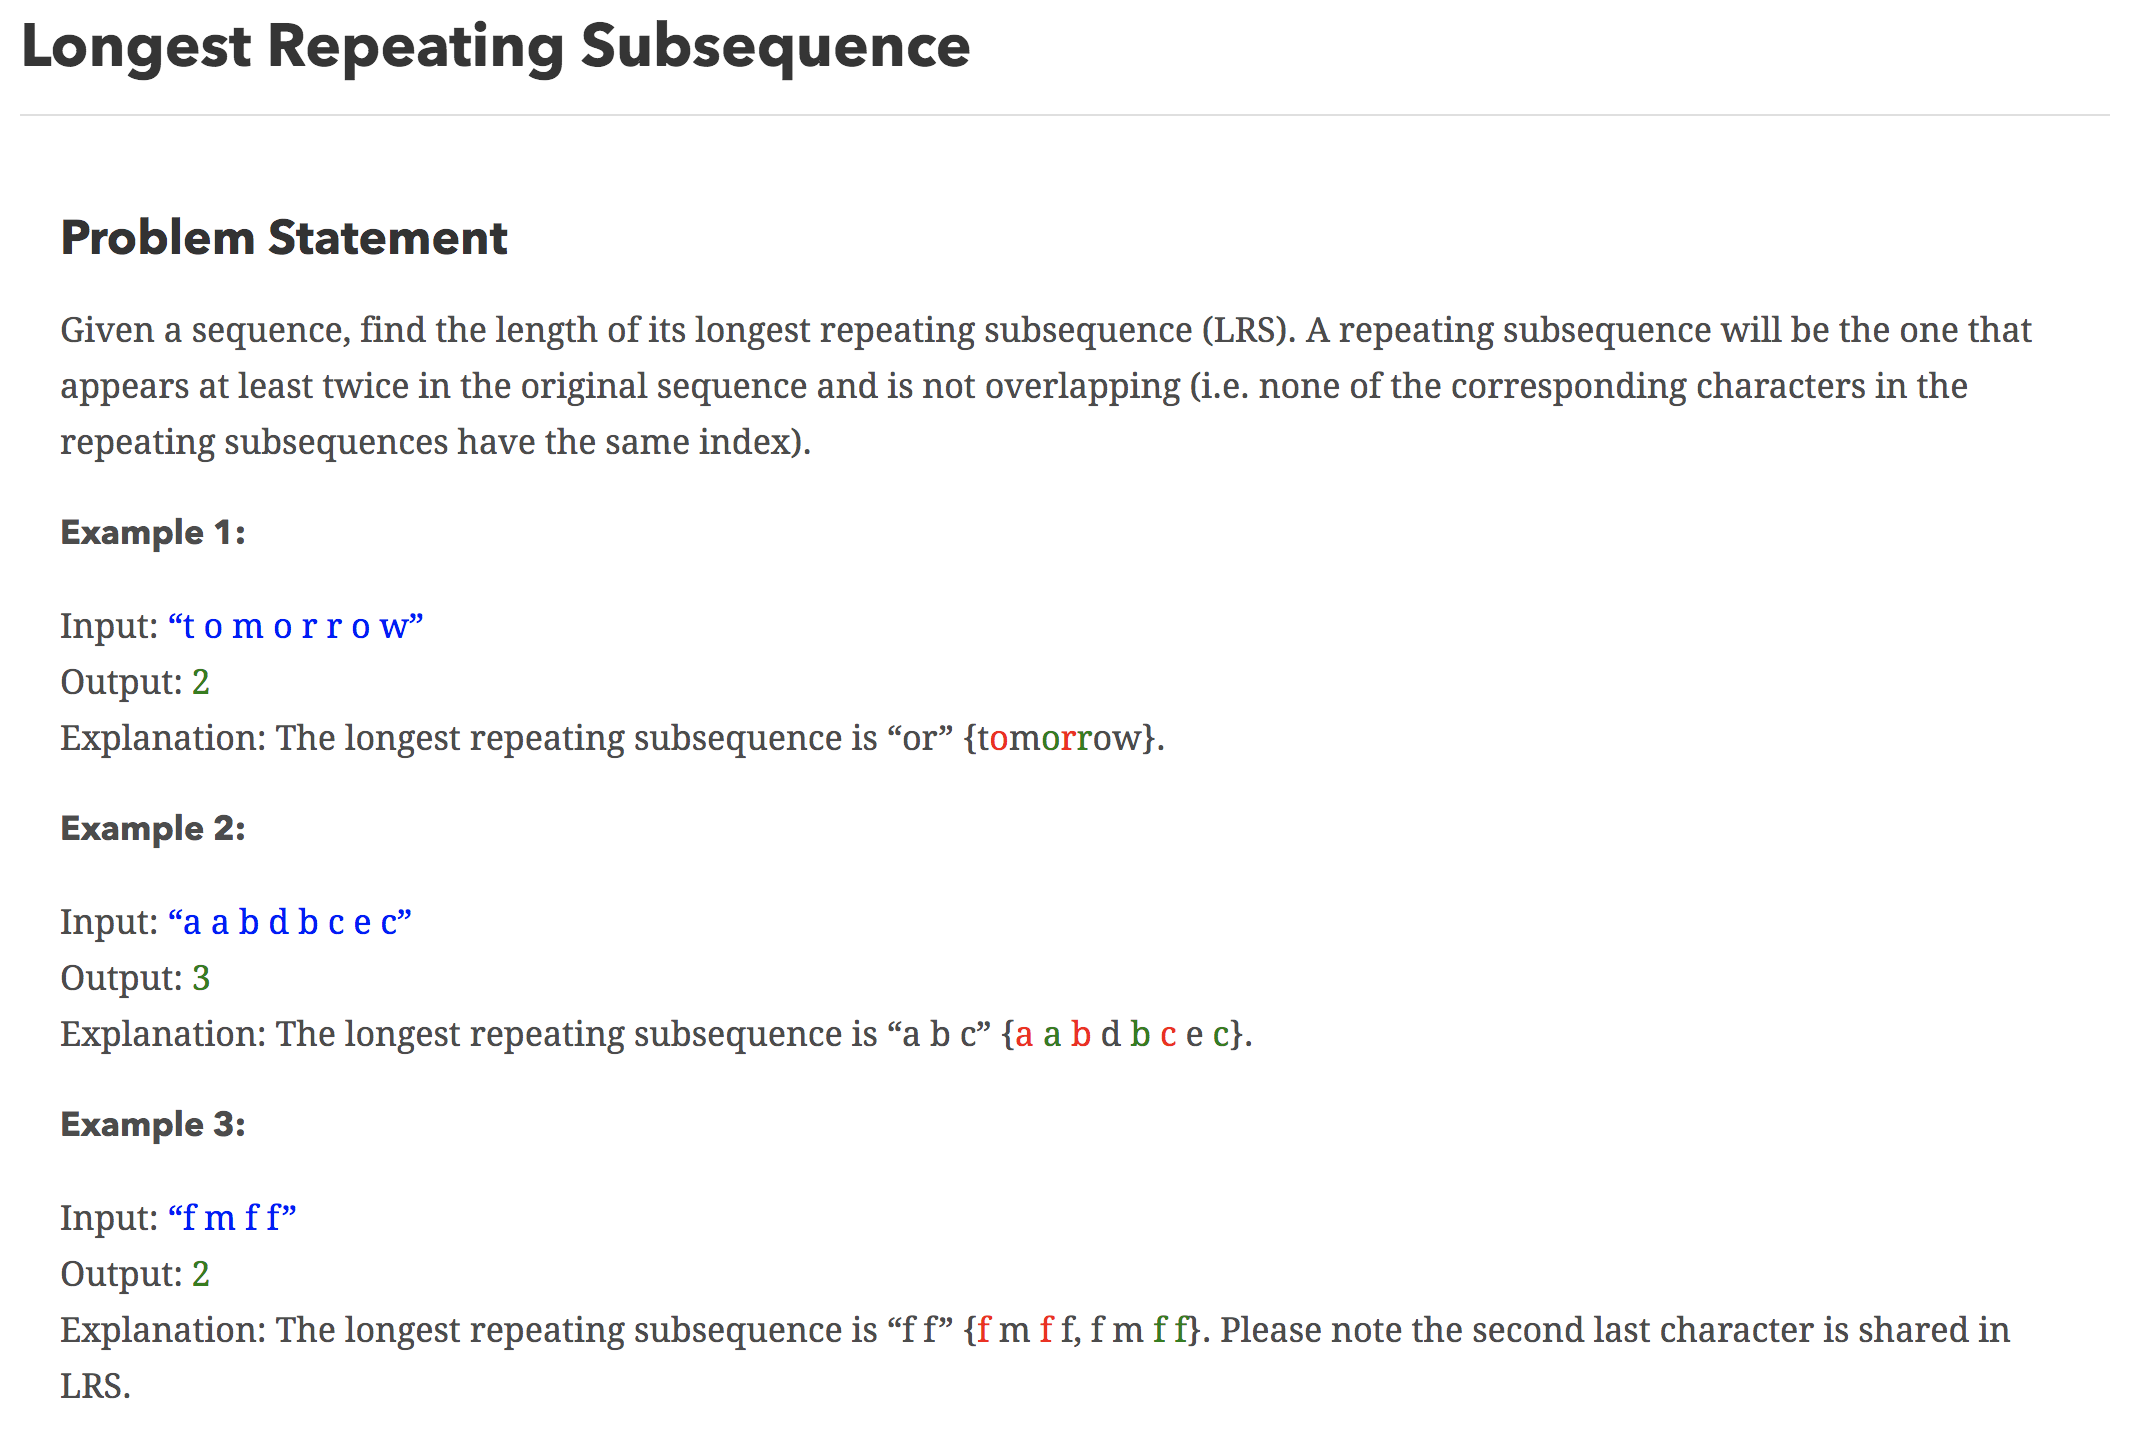 Longest Repeating Subsequence
Problem Statement
Given a sequence, find the length of its longest repeating subsequence (LRS). A repeating subsequence will be the one that
appears at least twice in the original sequence and is not overlapping (i.e. none of the corresponding characters in the
repeating subsequences have the same index).
Example 1:
Input: “t o m o r r o w”
Output: 2
Explanation: The longest repeating subsequence is “or” {tomorrow}.
Example 2:
Input: “a a b d b c e c”
Output: 3
Explanation: The longest repeating subsequence is “a b c” {a a b d b c e c}.
Example 3:
Input: “f m f f”
Output: 2
Explanation: The longest repeating subsequence is “f f” {f m f f, f m f f}. Please note the second last character is shared in
LRS.